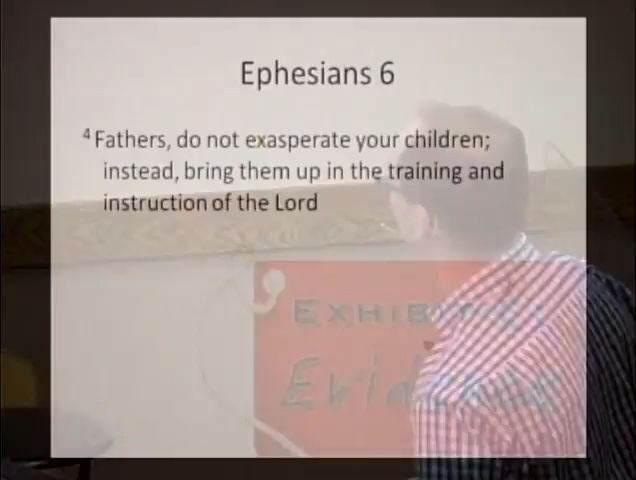 Ephesians 6
4 Fathers, do not exasperate your children;
instead, bring them up in the training and
instruction of the Lord
EXHIBIT
Evidence